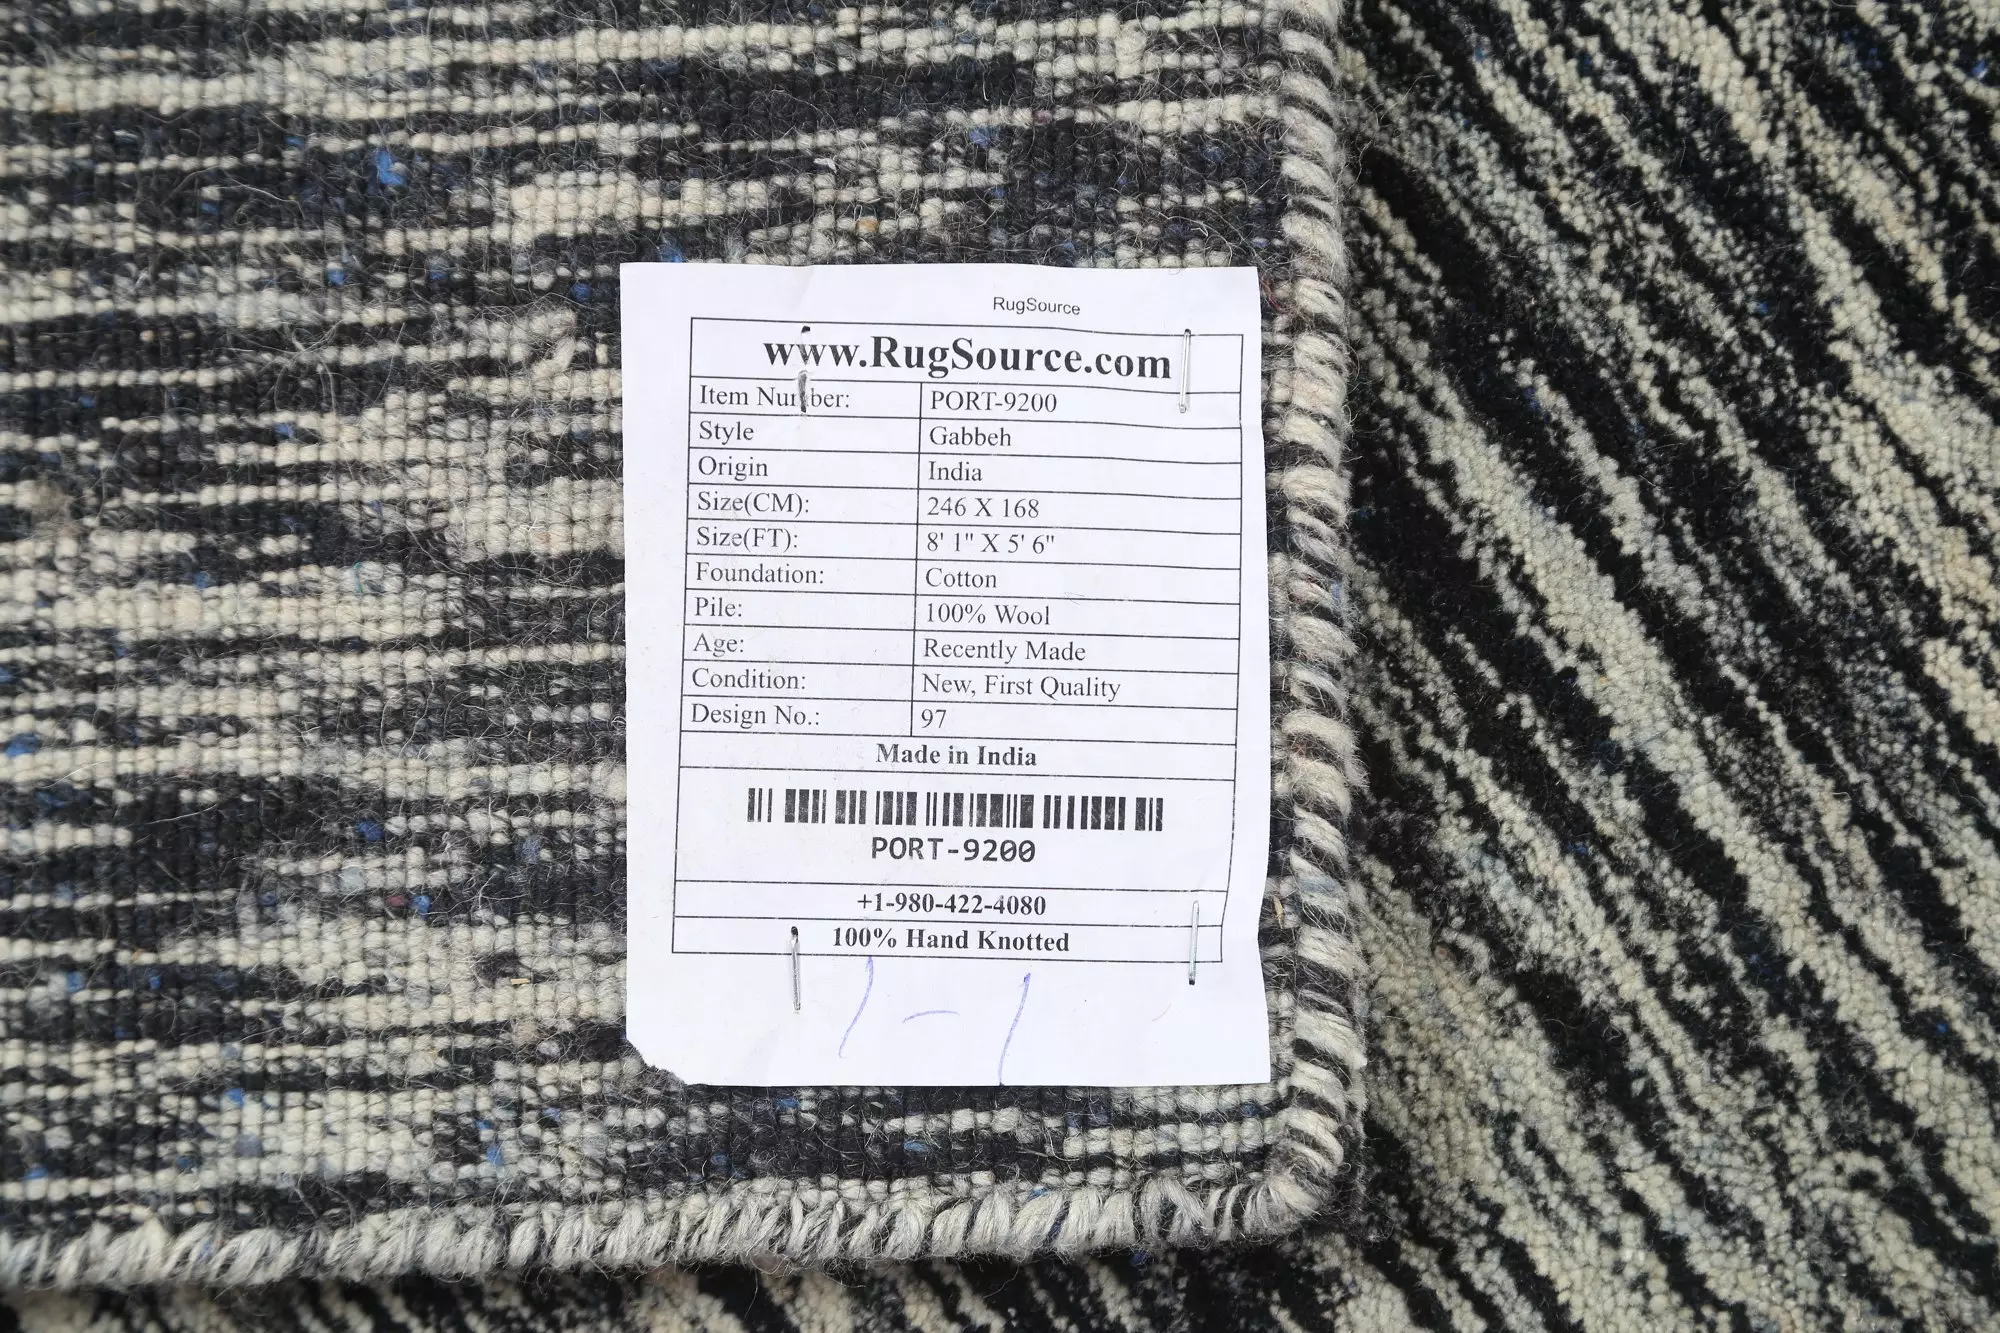 RugSource
www.RugSource.com
Item Number: PORT-9200
Style Gabbeh
Origin India
Size(CM): 246 X 168
Size(FT): 8' 1" X 5' 6"
Foundation: Cotton
Pile: 100% Wool
Age: Recently Made
Condition: New, First Quality
Design No.: 97
Made in India
PORT-9200
+1-980-422-4080
100% Hand Knotted
1-1